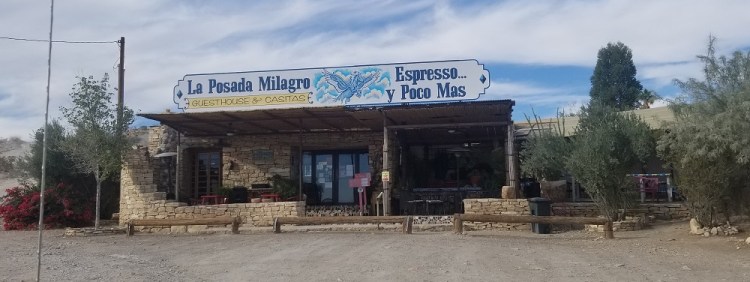 La Posada Milagro
Guesthouse & Casitas
Espresso...
y Poco Mas